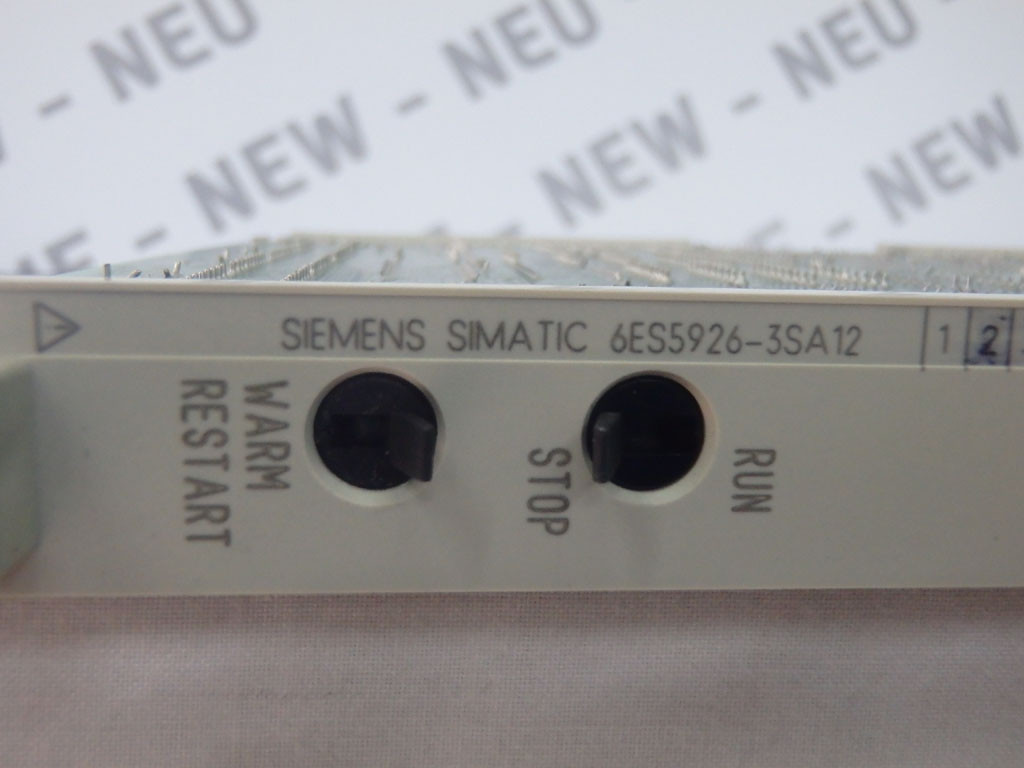 NEU - NEU - NEU
- NEW - NEW - NEW
SIEMENS SIMATIC 6ES5926-3SA12 1 2
WARM
RESTART
STOP
RUN